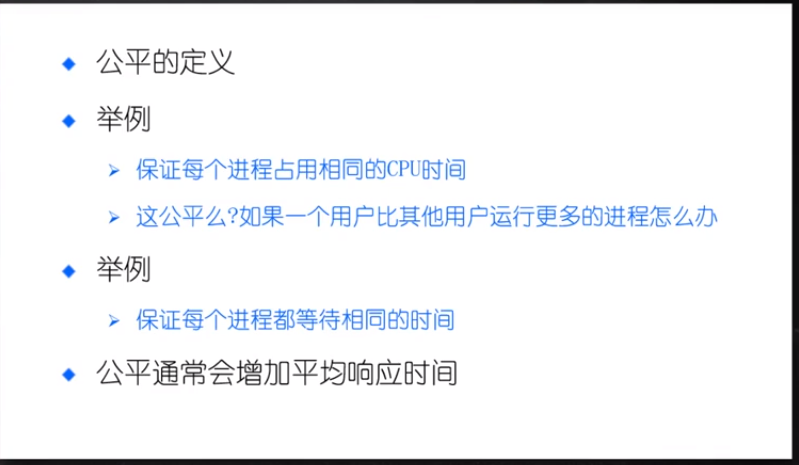 公平的定义
举例
保证每个进程占用相同的CPU时间
这公平么?如果一个用户比其他用户运行更多的进程怎么办
举例
保证每个进程都等待相同的时间
公平通常会增加平均响应时间